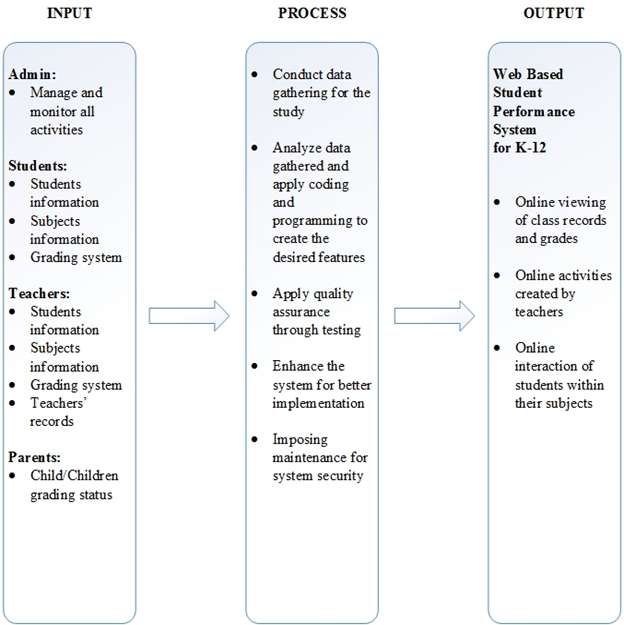 INPUT
Admin:
• Manage and
monitor all
activities
Students:
• Students
information
• Subjects
information
• Grading system
Teachers:
• Students
information
• Subjects
information
• Grading system
• Teachers’
records
Parents:
• Child/Children
grading status
PROCESS
• Conduct data
gathering for the
study
• Analyze data
gathered and
apply coding
and
programming to
create the
desired features
• Apply quality
assurance
through testing
• Enhance the
system for better
implementation
• Imposing
maintenance for
system security
OUTPUT
Web Based
Student
Performance
System
for K-12
• Online viewing
of class records
and grades
• Online activities
created by
teachers
• Online
interaction of
students within
their subjects